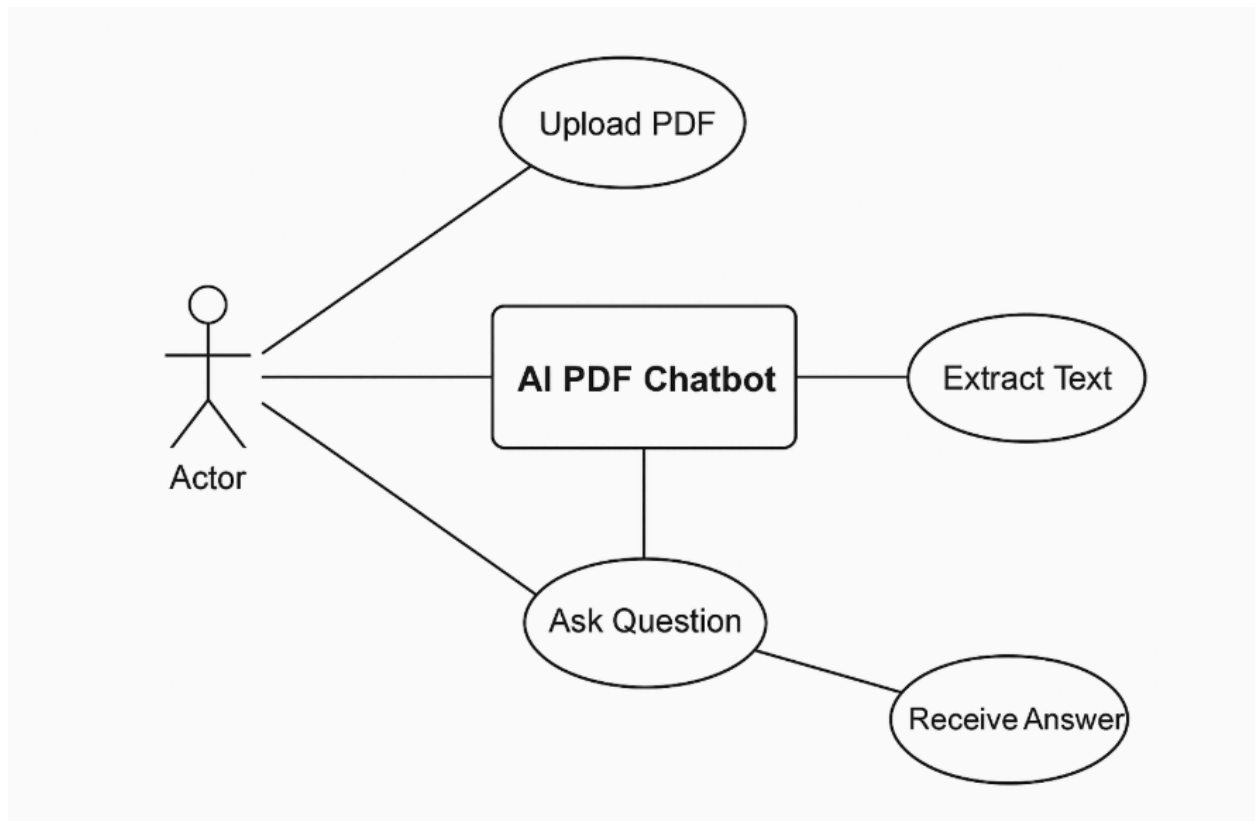 Upload PDF
AI PDF Chatbot
Extract Text
Actor
Ask Question
Receive Answer